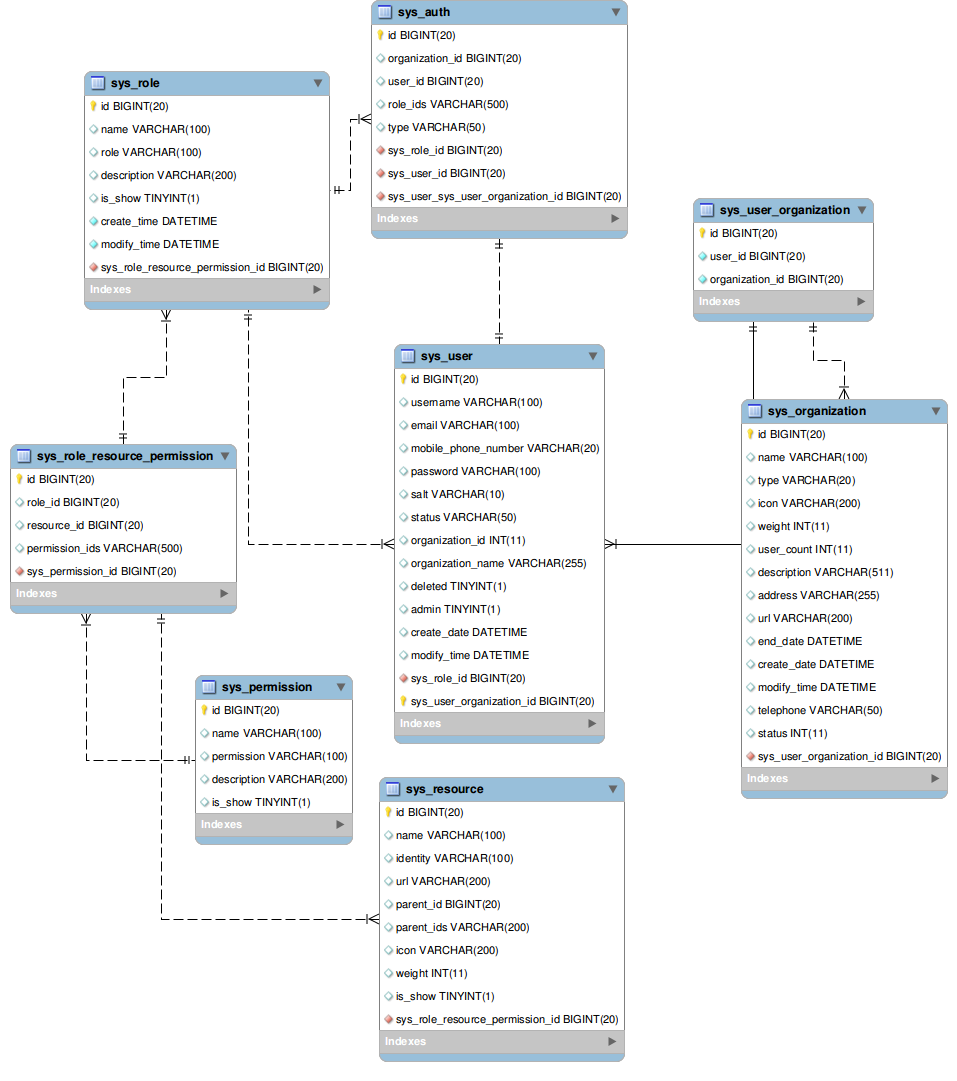 sys_auth
id BIGINT(20)
organization_id BIGINT(20)
user_id BIGINT(20)
role_ids VARCHAR(500)
type VARCHAR(50)
sys_role_id BIGINT(20)
sys_user_id BIGINT(20)
sys_user_sys_user_organization_id BIGINT(20)
Indexes
sys_role
id BIGINT(20)
name VARCHAR(100)
role VARCHAR(100)
description VARCHAR(200)
is_show TINYINT(1)
create_time DATETIME
modify_time DATETIME
sys_role_resource_permission_id BIGINT(20)
Indexes
sys_user_organization
id BIGINT(20)
user_id BIGINT(20)
organization_id BIGINT(20)
Indexes
sys_user
id BIGINT(20)
username VARCHAR(100)
email VARCHAR(100)
mobile_phone_number VARCHAR(20)
password VARCHAR(100)
salt VARCHAR(10)
status VARCHAR(50)
organization_id INT(11)
organization_name VARCHAR(255)
deleted TINYINT(1)
admin TINYINT(1)
create_date DATETIME
modify_time DATETIME
sys_role_id BIGINT(20)
sys_user_organization_id BIGINT(20)
Indexes
sys_organization
id BIGINT(20)
name VARCHAR(100)
type VARCHAR(20)
icon VARCHAR(200)
weight INT(11)
user_count INT(11)
description VARCHAR(511)
address VARCHAR(255)
url VARCHAR(200)
end_date DATETIME
create_date DATETIME
modify_time DATETIME
telephone VARCHAR(50)
status INT(11)
sys_user_organization_id BIGINT(20)
Indexes
sys_role_resource_permission
id BIGINT(20)
role_id BIGINT(20)
resource_id BIGINT(20)
permission_ids VARCHAR(500)
sys_permission_id BIGINT(20)
Indexes
sys_permission
id BIGINT(20)
name VARCHAR(100)
permission VARCHAR(100)
description VARCHAR(200)
is_show TINYINT(1)
Indexes
sys_resource
id BIGINT(20)
name VARCHAR(100)
identity VARCHAR(100)
url VARCHAR(200)
parent_id BIGINT(20)
parent_ids VARCHAR(200)
icon VARCHAR(200)
weight INT(11)
is_show TINYINT(1)
sys_role_resource_permission_id BIGINT(20)
Indexes